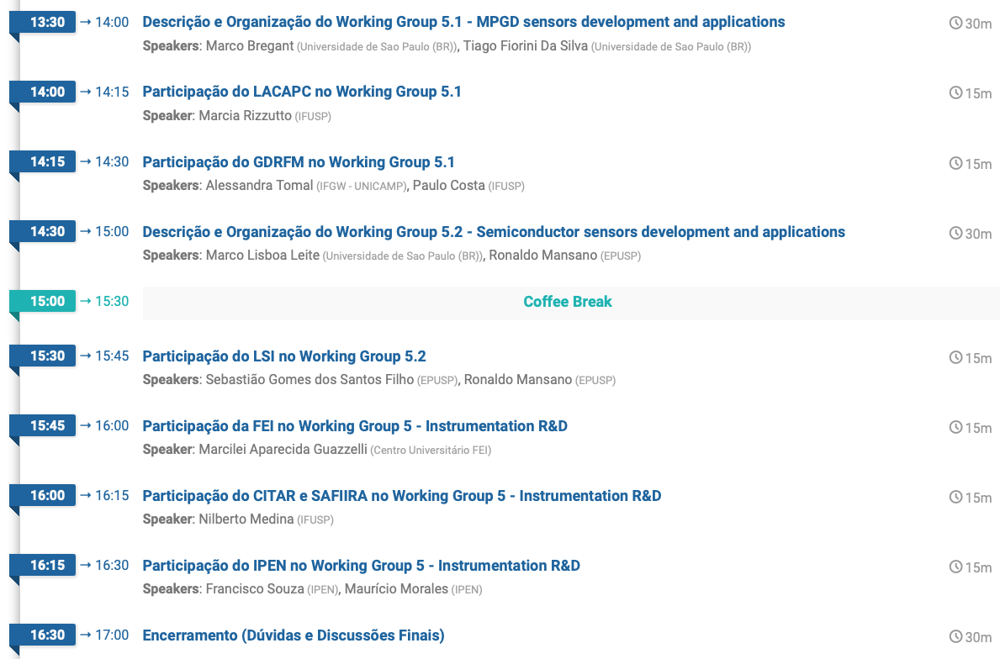 13:30 → 14:00 Descrição e Organização do Working Group 5.1 - MPGD sensors development and applications 30m
Speakers: Marco Bregant (Universidade de Sao Paulo (BR)), Tiago Fiorini Da Silva (Universidade de Sao Paulo (BR))
14:00 → 14:15 Participação do LACAPC no Working Group 5.1 15m
Speaker: Marcia Rizzutto (IFUSP)
14:15 → 14:30 Participação do GDRFM no Working Group 5.1 15m
Speakers: Alessandra Tomal (IFGW - UNICAMP), Paulo Costa (IFUSP)
14:30 → 15:00 Descrição e Organização do Working Group 5.2 - Semiconductor sensors development and applications 30m
Speakers: Marco Lisboa Leite (Universidade de Sao Paulo (BR)), Ronaldo Mansano (EPUSP)
15:00 → 15:30 Coffee Break
15:30 → 15:45 Participação do LSI no Working Group 5.2 15m
Speakers: Sebastião Gomes dos Santos Filho (EPUSP), Ronaldo Mansano (EPUSP)
15:45 → 16:00 Participação da FEI no Working Group 5 - Instrumentation R&D 15m
Speaker: Marcilei Aparecida Guazzelli (Centro Universitário FEI)
16:00 → 16:15 Participação do CITAR e SAFIIRA no Working Group 5 - Instrumentation R&D 15m
Speaker: Nilberto Medina (IFUSP)
16:15 → 16:30 Participação do IPEN no Working Group 5 - Instrumentation R&D 15m
Speakers: Francisco Souza (IPEN), Maurício Morales (IPEN)
16:30 → 17:00 Encerramento (Dúvidas e Discussões Finais) 30m